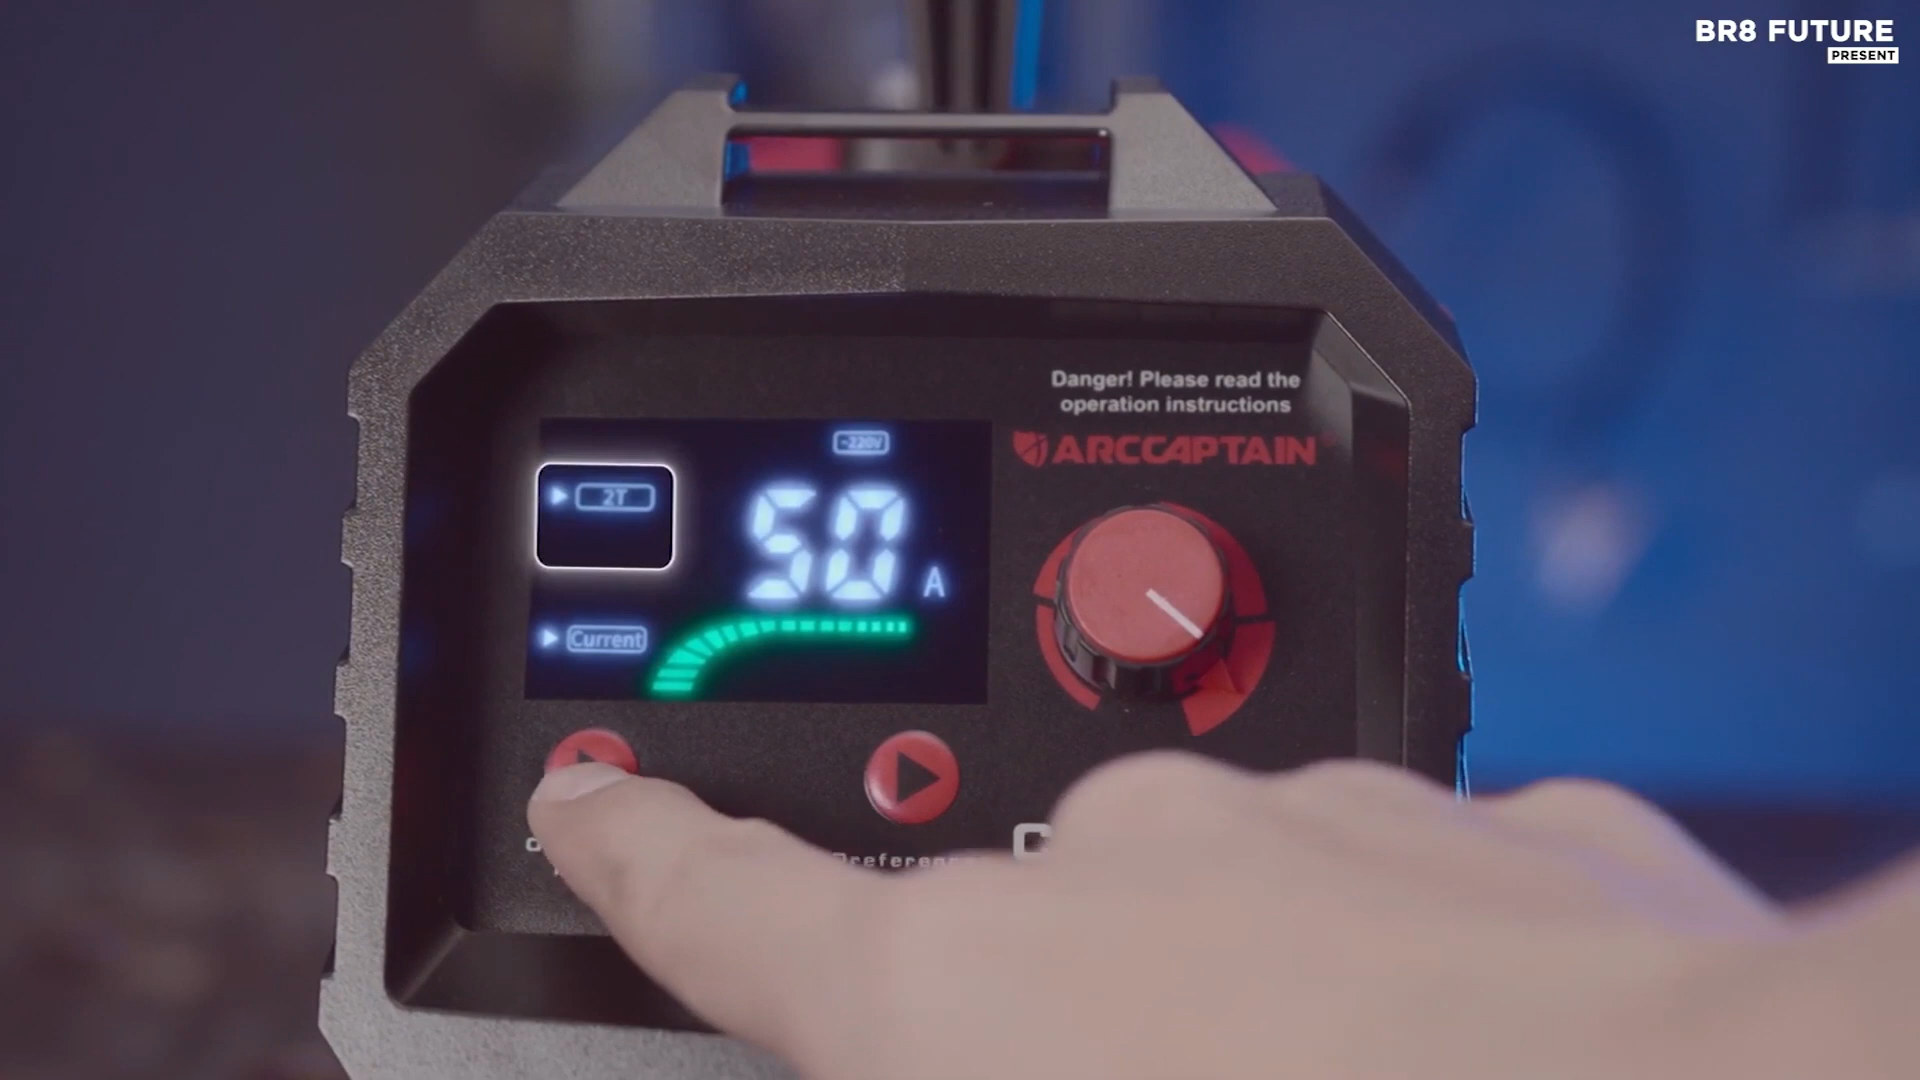 BR8 FUTURE
PRESENT
Danger! Please read the
operation instructions
ARCCAPTAIN
~220V
2T
50
A
Current